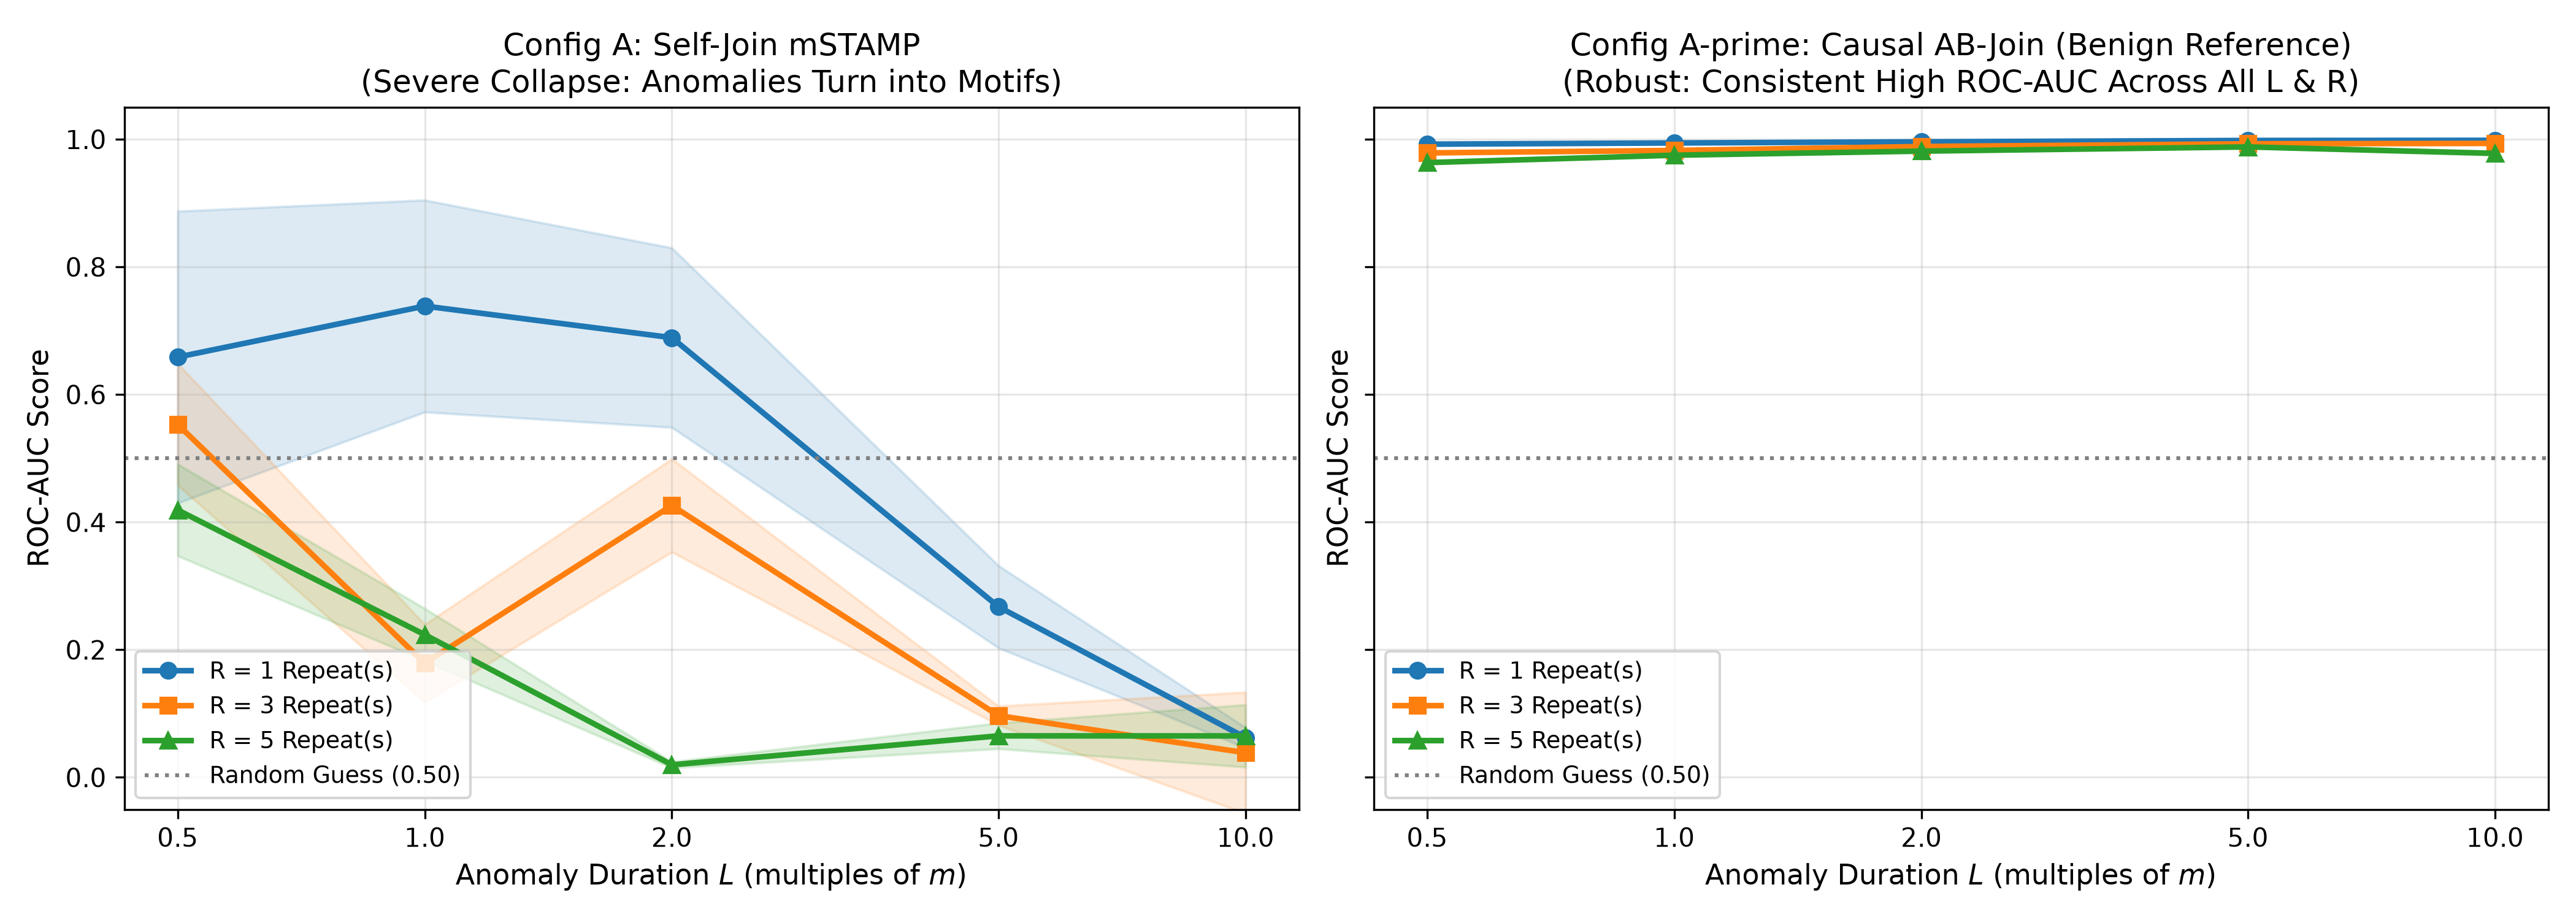 Config A: Self-Join mSTAMP
(Severe Collapse: Anomalies Turn into Motifs)
ROC-AUC Score
1.0
0.8
0.6
0.4
0.2
0.0
R = 1 Repeat(s)
R = 3 Repeat(s)
R = 5 Repeat(s)
Random Guess (0.50)
0.5
1.0
2.0
5.0
10.0
Anomaly Duration L (multiples of m)
Config A-prime: Causal AB-Join (Benign Reference)
(Robust: Consistent High ROC-AUC Across All L & R)
ROC-AUC Score
R = 1 Repeat(s)
R = 3 Repeat(s)
R = 5 Repeat(s)
Random Guess (0.50)
0.5
1.0
2.0
5.0
10.0
Anomaly Duration L (multiples of m)